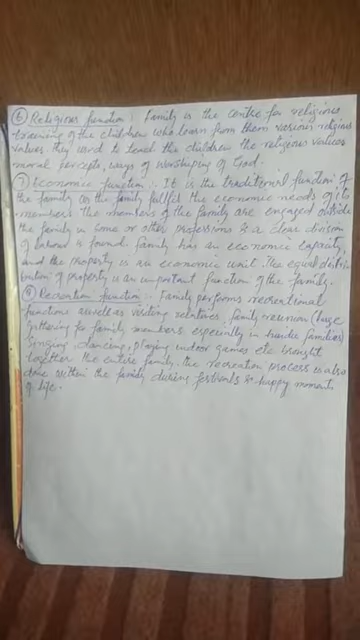 ⑥ Religious function: Family is the centre for religious
training of the children who learn from them various religious
values they used to teach the children the religious values
moral percepts, ways of worshiping of God.
⑦ Economic function:- It is the traditional function of
the family as the family fulfils the economic needs of its
members. The members of the family are engaged outside
the family in some or other professions & a clear division
of labour is found. family has an economic capacity
and the property is an economic unit. The equal distri
bution of property is an important function of the family.
⑧ Recreation function:- Family performs recreational
functions as well as visiting relatives, family reunion (huge
gathering for family members especially in families)
singing, dancing, playing indoor games etc brought
together the entire family. The recreation process is also
done within the family during festivals & happy moments
of life.